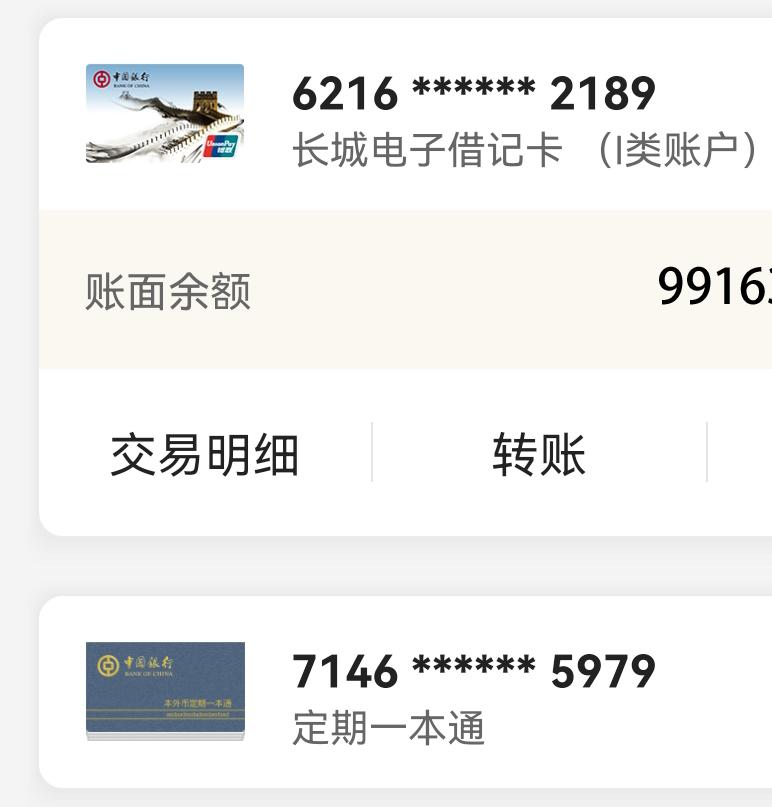 中国银行
BANK OF CHINA
6216 ****** 2189
长城电子借记卡 （I类账户）
UnionPay
银联
账面余额
9916
交易明细
转账
中国银行
BANK OF CHINA
7146 ****** 5979
本外币定期一本通
定期一本通